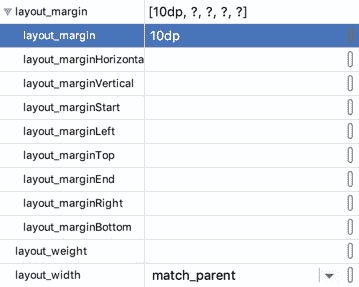 layout_margin [10dp, ?, ?, ?, ?]
layout_margin 10dp
layout_marginHorizonta
layout_marginVertical
layout_marginStart
layout_marginLeft
layout_marginTop
layout_marginEnd
layout_marginRight
layout_marginBottom
layout_weight
layout_width match_parent